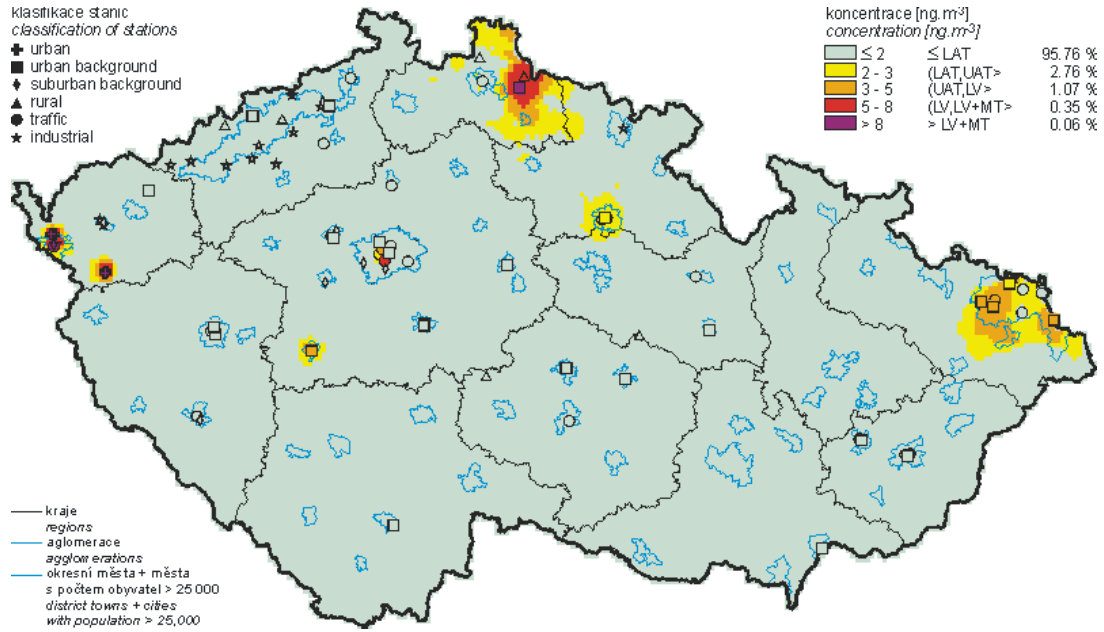 klasifikace stanic
classification of stations
urban
urban background
suburban background
rural
traffic
industrial
koncentrace [ng.m³]
concentration [ng.m³]
≤ 2 ≤ LAT 95.76 %
2 - 3 (LAT,UAT> 2.76 %
3 - 5 (UAT,LV> 1.07 %
5 - 8 (LV,LV+MT> 0.35 %
> 8 > LV+MT 0.06 %
kraje
regions
aglomerace
agglomerations
okresní města + města
s počtem obyvatel > 25 000
district towns + cities
with population > 25,000